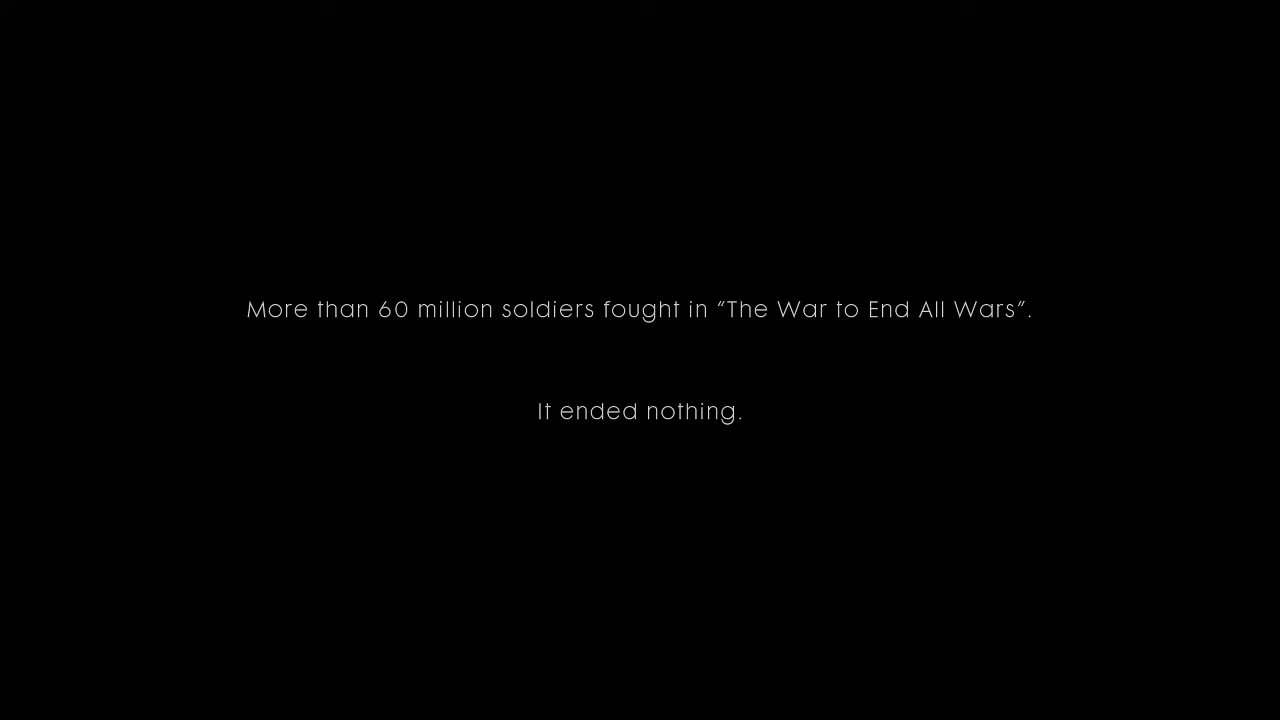 More than 60 million soldiers fought in “The War to End All Wars”.
It ended nothing.